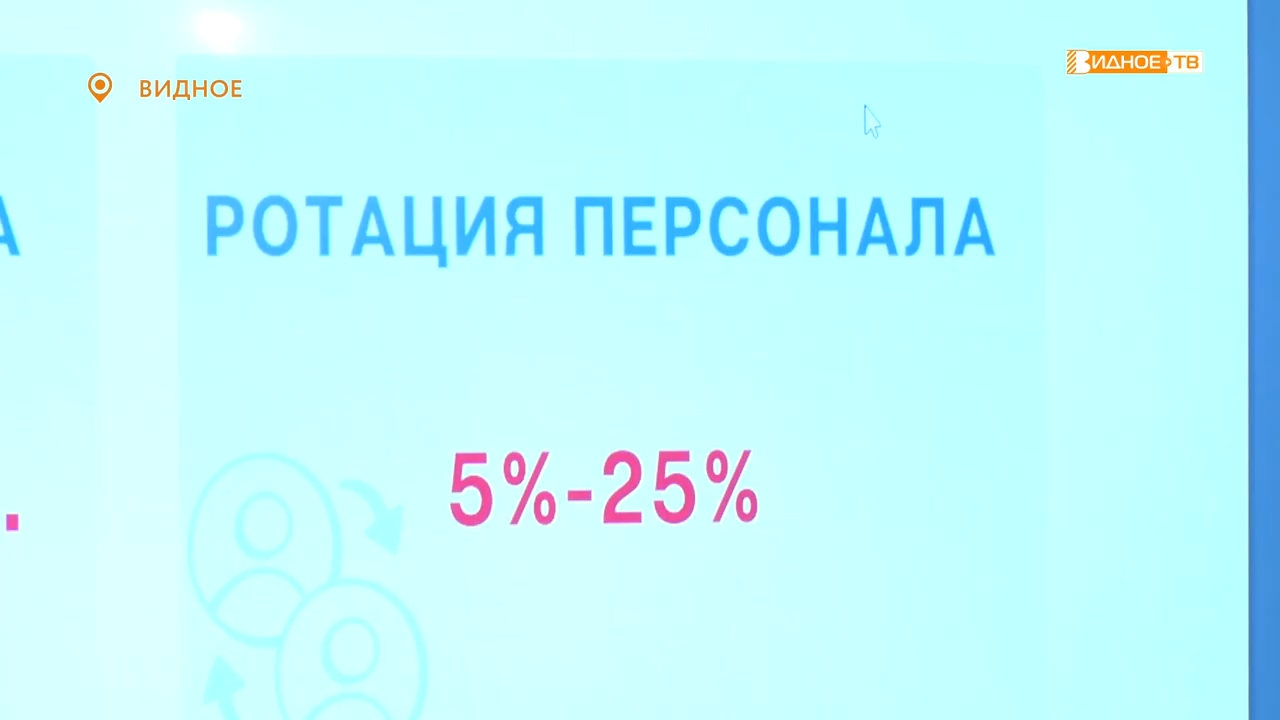 ВИДНОЕ
ВИДНОЕ ТВ
А
РОТАЦИЯ ПЕРСОНАЛА
5%-25%
.